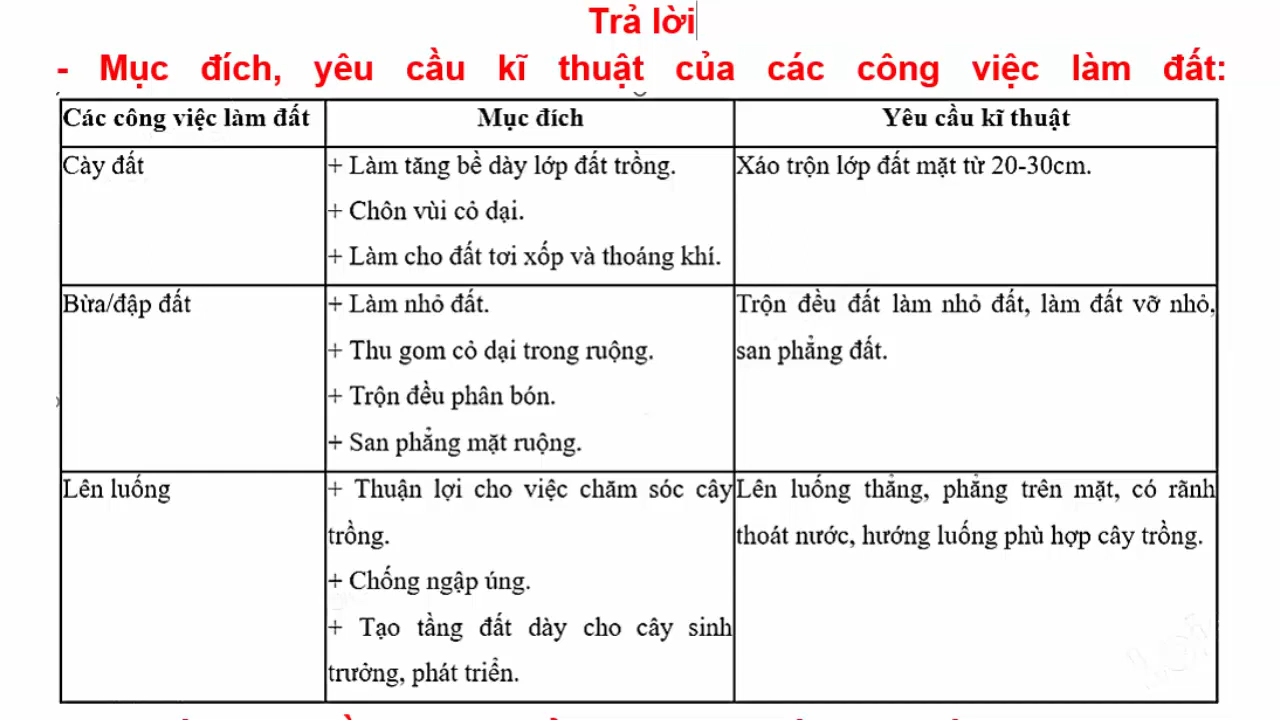 Trả lời
- Mục đích, yêu cầu kĩ thuật của các công việc làm đất:
Các công việc làm đất
Mục đích
Yêu cầu kĩ thuật
Cày đất
+ Làm tăng bề dày lớp đất trồng.
+ Chôn vùi cỏ dại.
+ Làm cho đất tơi xốp và thoáng khí.
Xáo trộn lớp đất mặt từ 20-30cm.
Bừa/đập đất
+ Làm nhỏ đất.
+ Thu gom cỏ dại trong ruộng.
+ Trộn đều phân bón.
+ San phẳng mặt ruộng.
Trộn đều đất làm nhỏ đất, làm đất vỡ nhỏ,
san phẳng đất.
Lên luống
+ Thuận lợi cho việc chăm sóc cây
trồng.
+ Chống ngập úng.
+ Tạo tầng đất dày cho cây sinh
trưởng, phát triển.
Lên luống thẳng, phẳng trên mặt, có rãnh
thoát nước, hướng luống phù hợp cây trồng.